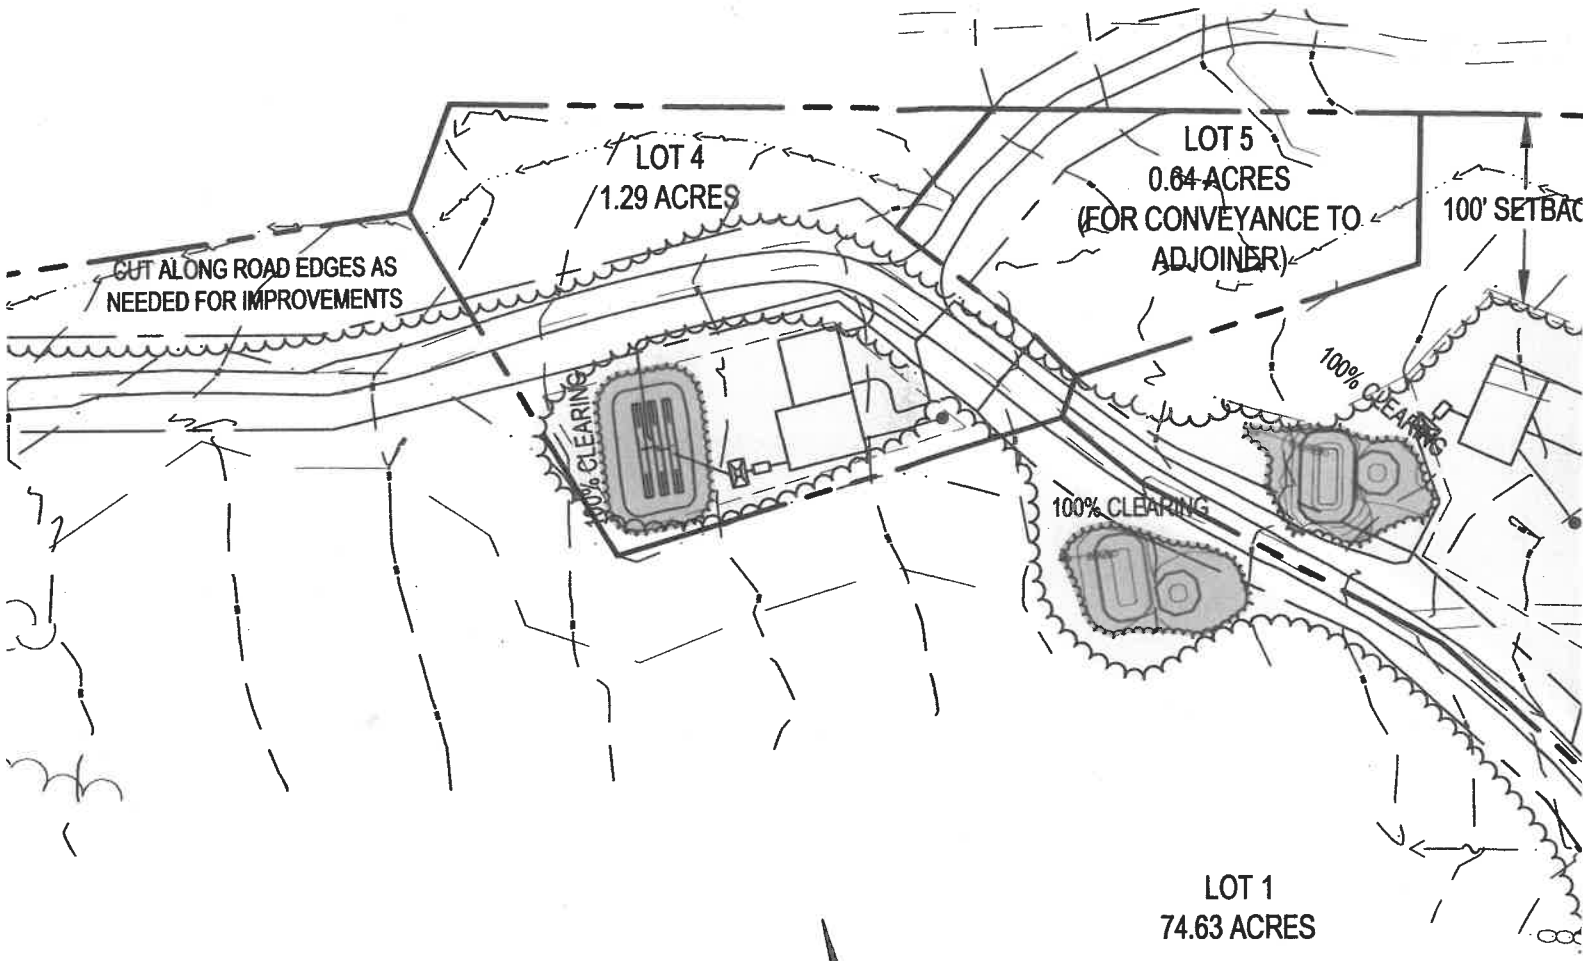 LOT 4
1.29 ACRES
LOT 5
0.64 ACRES
(FOR CONVEYANCE TO
ADJOINER)
100' SETBAC
CUT ALONG ROAD EDGES AS
NEEDED FOR IMPROVEMENTS
100% CLEARING
100% CLEARING
100% CLEARING
LOT 1
74.63 ACRES